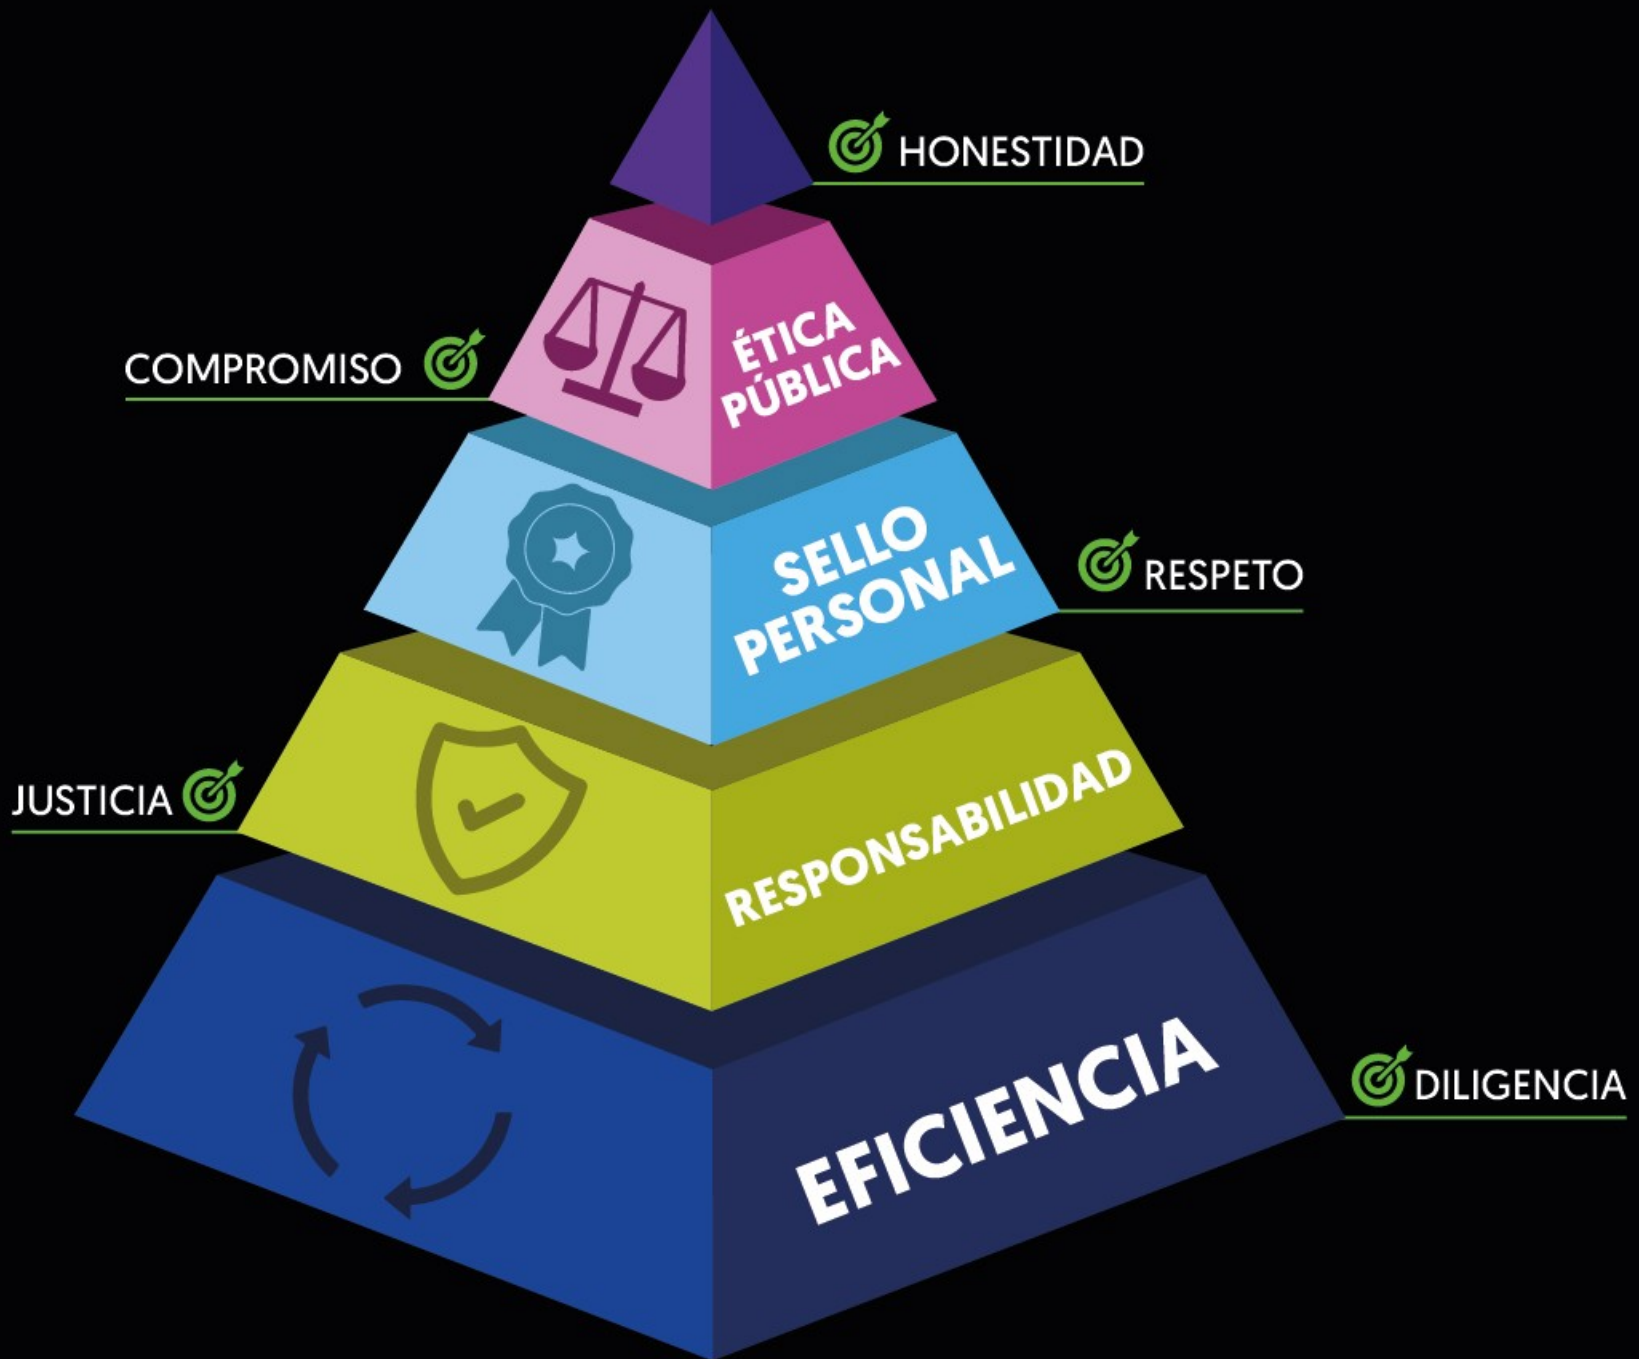 HONESTIDAD
ÉTICA
PÚBLICA
COMPROMISO
SELLO
PERSONAL
RESPETO
RESPONSABILIDAD
JUSTICIA
EFICIENCIA
DILIGENCIA